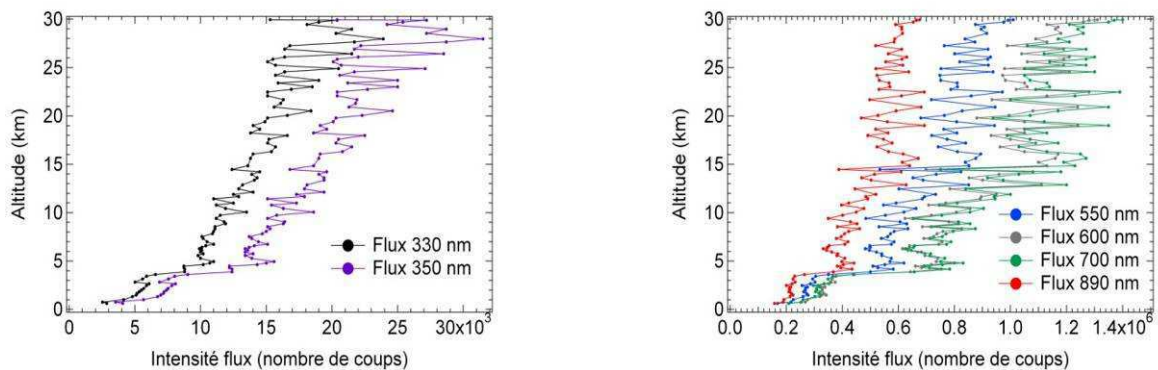 Altitude (km)
30
25
20
15
10
5
0
Flux 330 nm
Flux 350 nm
0 5 10 15 20 25 30x10³
Intensité flux (nombre de coups)
Altitude (km)
30
25
20
15
10
5
0
Flux 550 nm
Flux 600 nm
Flux 700 nm
Flux 890 nm
0.0 0.2 0.4 0.6 0.8 1.0 1.2 1.4x10⁶
Intensité flux (nombre de coups)